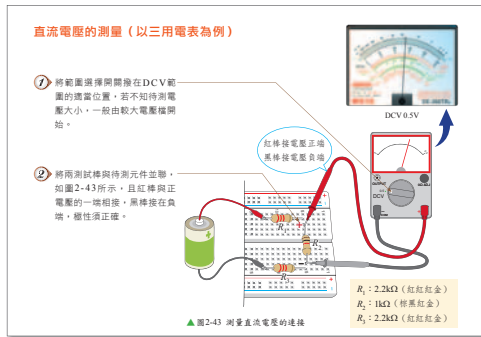 直流電壓的測量（以三用電表為例）
1 將範圍選擇開關撥在DCV範
圍的適當位置，若不知待測電
壓大小，一般由較大電壓檔開
始。
2 將兩測試棒與待測元件並聯，
如圖2-43所示，且紅棒與正
電壓的一端相接，黑棒接在負
端，極性須正確。
DCV 0.5V
紅棒接電壓正端
黑棒接電壓負端
OUTPUT
DCV
R1
R2
R3
R1：2.2kΩ（紅紅紅金）
R2：1kΩ（棕黑紅金）
R3：2.2kΩ（紅紅紅金）
▲圖2-43 測量直流電壓的連接